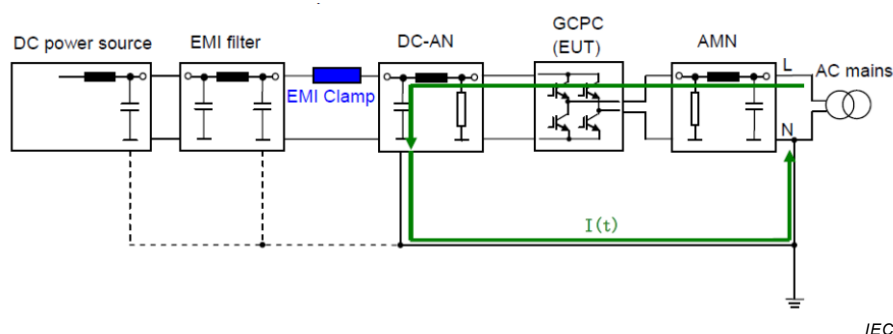 DC power source
EMI filter
DC-AN
GCPC
(EUT)
AMN
L
AC mains
EMI Clamp
N
I(t)
IEC